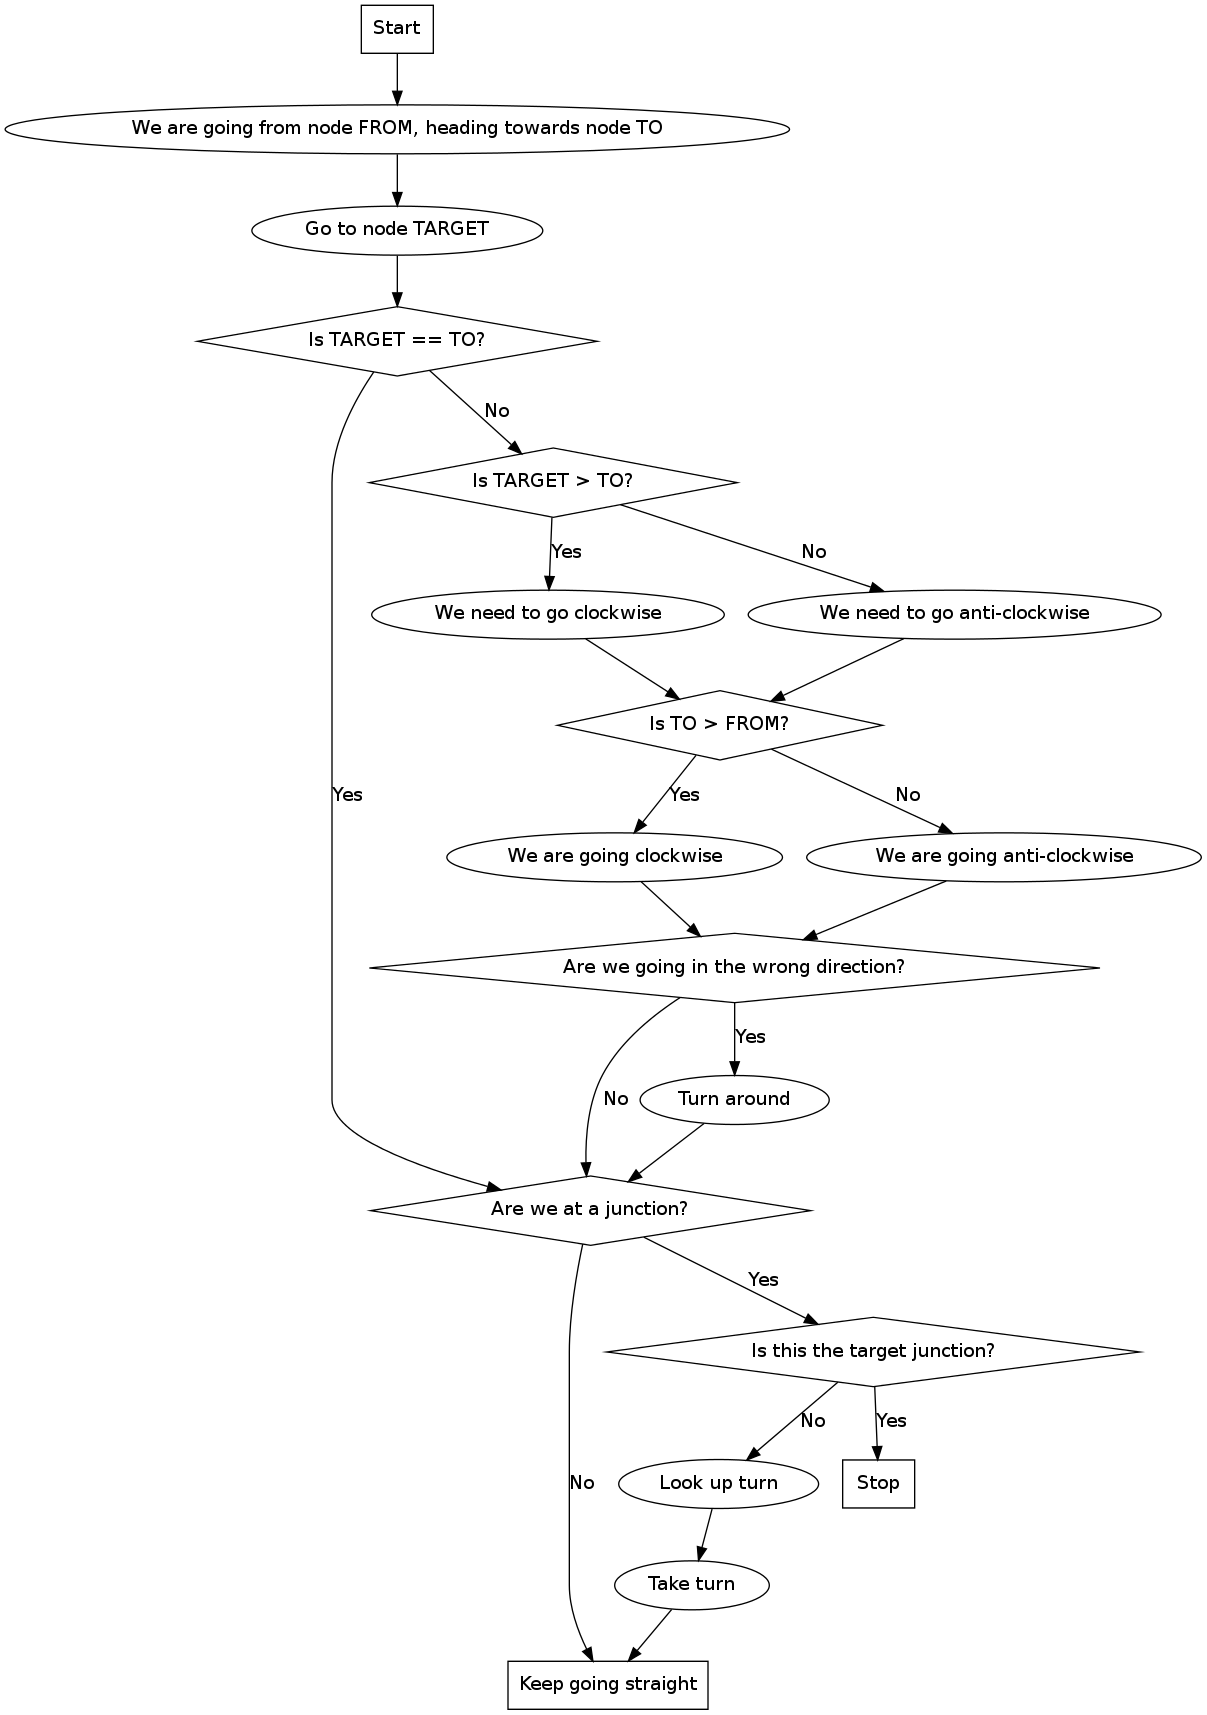 Start
We are going from node FROM, heading towards node TO
Go to node TARGET
Is TARGET == TO?
No
Is TARGET > TO?
Yes
No
We need to go clockwise
We need to go anti-clockwise
Is TO > FROM?
Yes
Yes
No
We are going clockwise
We are going anti-clockwise
Are we going in the wrong direction?
Yes
No
Turn around
Are we at a junction?
Yes
Is this the target junction?
No
Yes
No
Look up turn
Stop
Take turn
Keep going straight